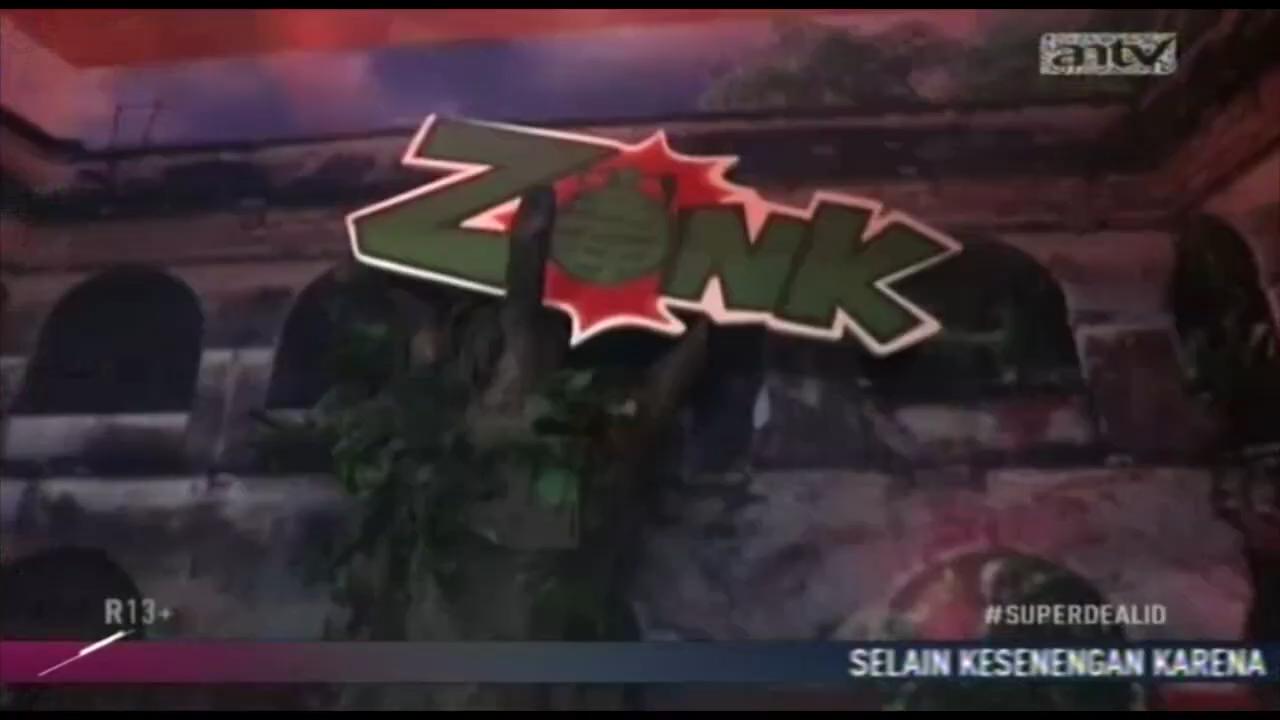 antv
ZONK
R13+
#SUPERDEALID
SELAIN KESENENGAN KARENA